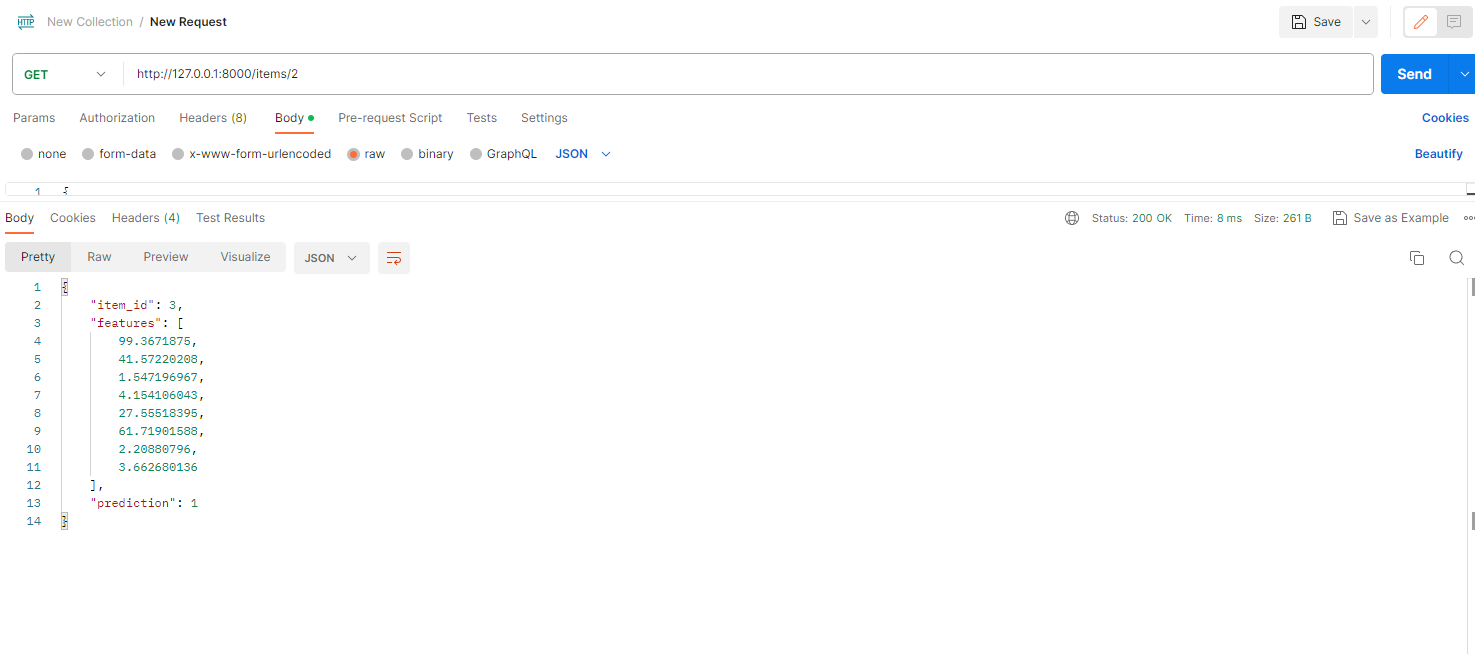 HTTP New Collection / New Request Save
GET http://127.0.0.1:8000/items/2 Send
Params Authorization Headers (8) Body Pre-request Script Tests Settings Cookies
none form-data x-www-form-urlencoded raw binary GraphQL JSON Beautify
1 {
Body Cookies Headers (4) Test Results Status: 200 OK Time: 8 ms Size: 261 B Save as Example
Pretty Raw Preview Visualize JSON
1 {
2 "item_id": 3,
3 "features": [
4 99.3671875,
5 41.57220208,
6 1.547196967,
7 4.154106043,
8 27.55518395,
9 61.71901588,
10 2.20880796,
11 3.662680136
12 ],
13 "prediction": 1
14 }